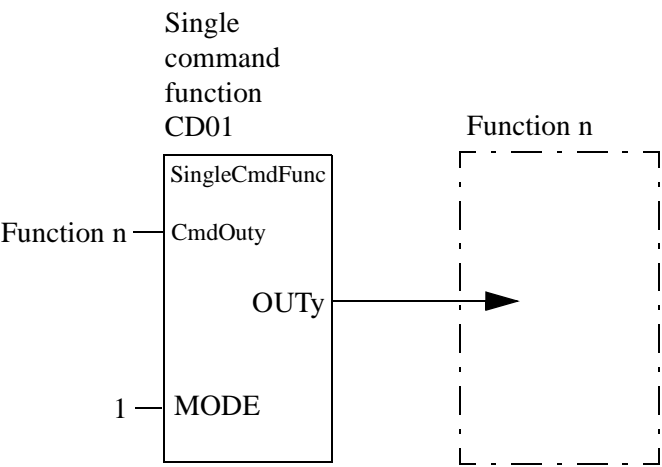 Single
command
function
CD01
Function n
SingleCmdFunc
Function n
CmdOuty
OUTy
1
MODE